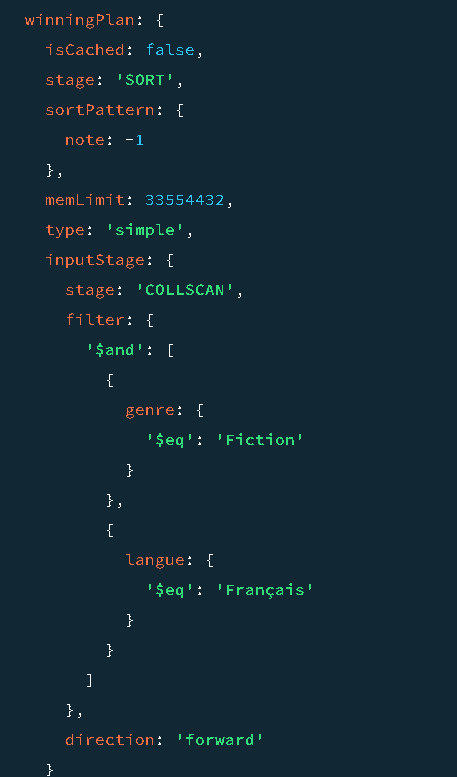 winningPlan: {
isCached: false,
stage: 'SORT',
sortPattern: {
note: -1
},
memLimit: 33554432,
type: 'simple',
inputStage: {
stage: 'COLLSCAN',
filter: {
'$and': [
{
genre: {
'$eq': 'Fiction'
}
},
{
langue: {
'$eq': 'Français'
}
}
]
},
direction: 'forward'
}